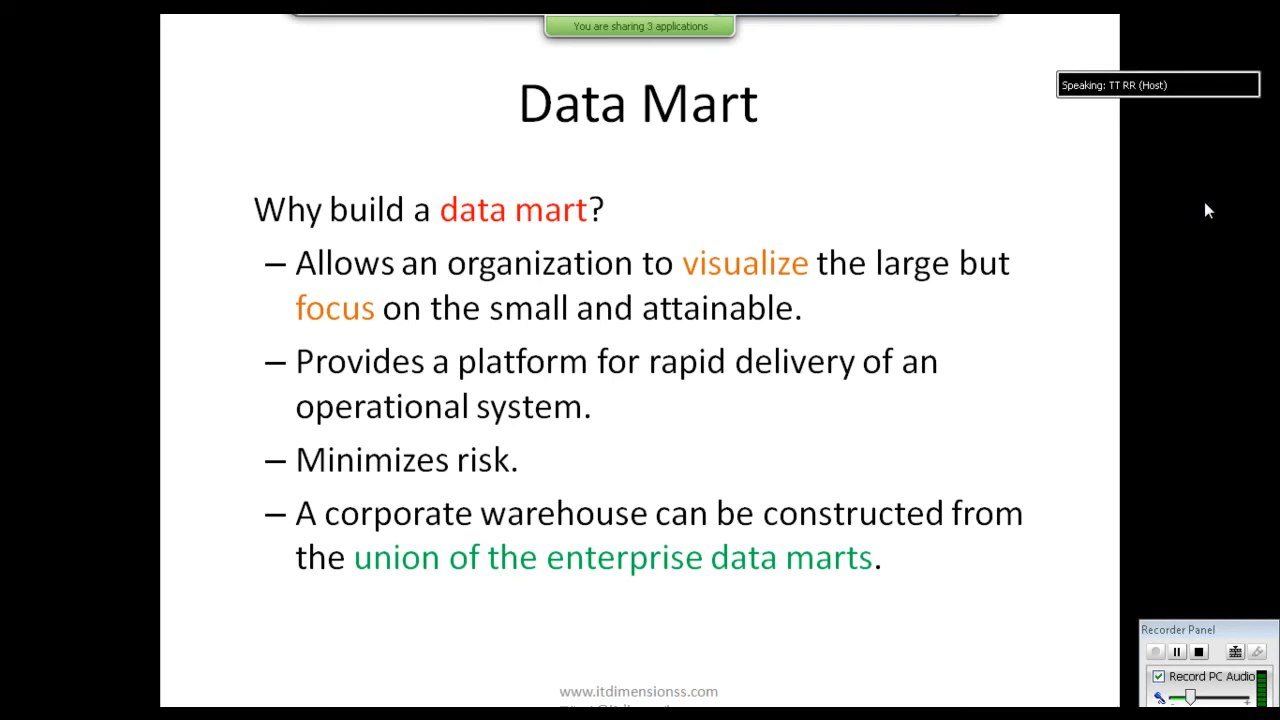 You are sharing 3 applications
Speaking: TT RR (Host)
Data Mart
Why build a data mart?
– Allows an organization to visualize the large but
focus on the small and attainable.
– Provides a platform for rapid delivery of an
operational system.
– Minimizes risk.
– A corporate warehouse can be constructed from
the union of the enterprise data marts.
Recorder Panel
Record PC Audio
www.itdimensionss.com